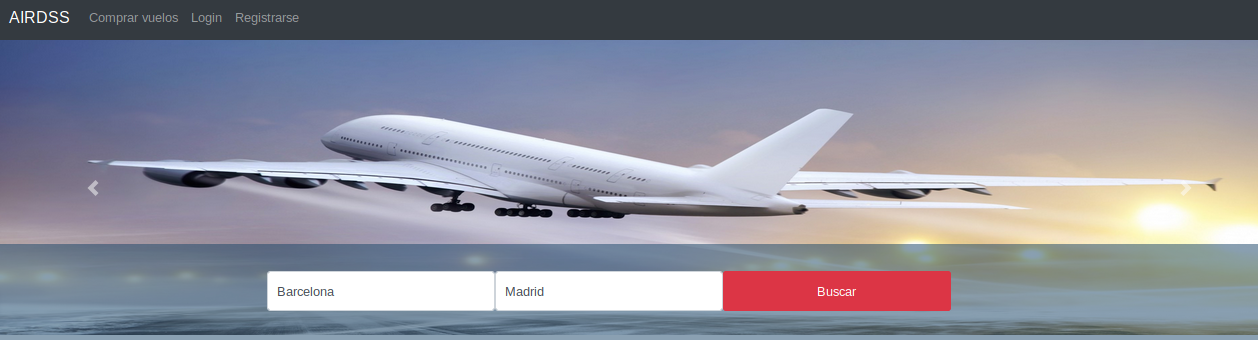 AIRDSS Comprar vuelos Login Registrarse
Barcelona Madrid Buscar